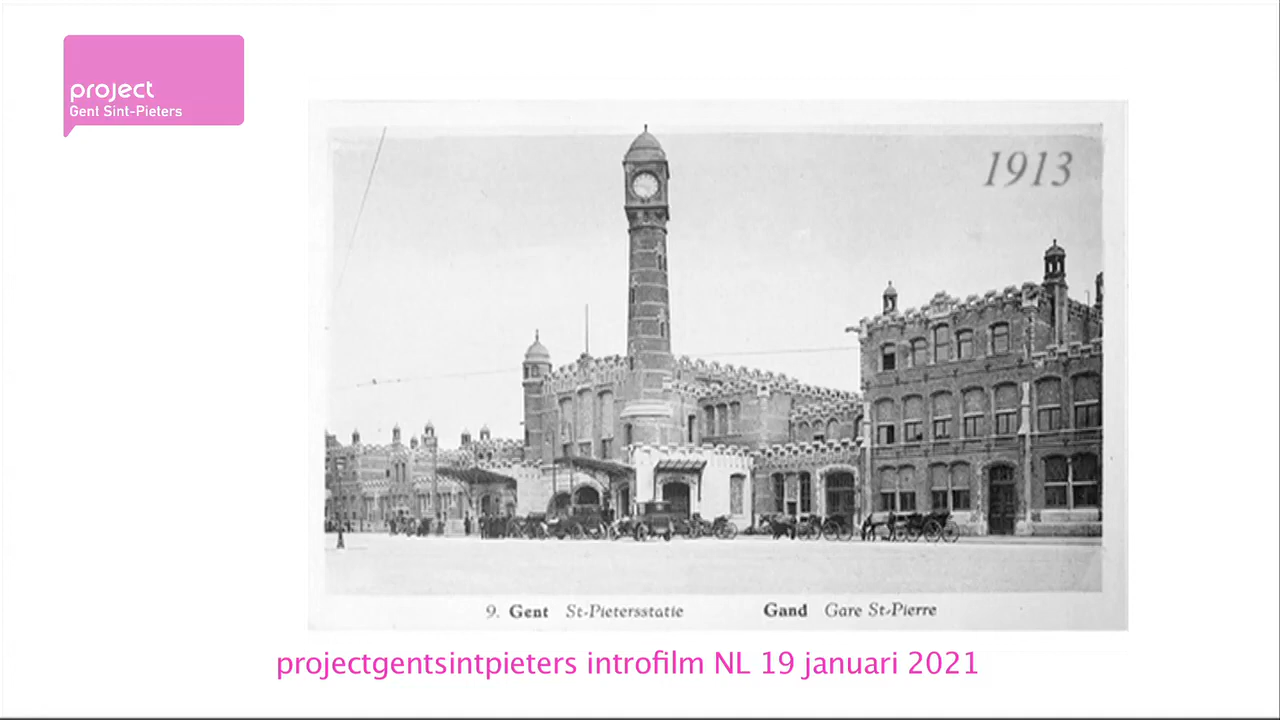 project
Gent Sint-Pieters
1913
9. Gent St-Pietersstatie Gand Gare St-Pierre
projectgentsintpieters introfilm NL 19 januari 2021